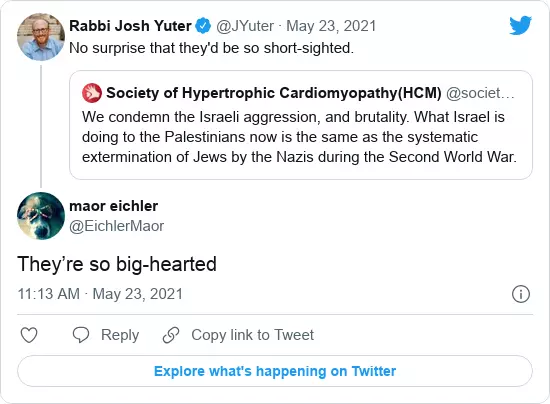 Rabbi Josh Yuter @JYuter · May 23, 2021
No surprise that they'd be so short-sighted.
Society of Hypertrophic Cardiomyopathy(HCM) @societ…
We condemn the Israeli aggression, and brutality. What Israel is
doing to the Palestinians now is the same as the systematic
extermination of Jews by the Nazis during the Second World War.
maor eichler
@EichlerMaor
They’re so big-hearted
11:13 AM · May 23, 2021
Reply
Copy link to Tweet
Explore what's happening on Twitter